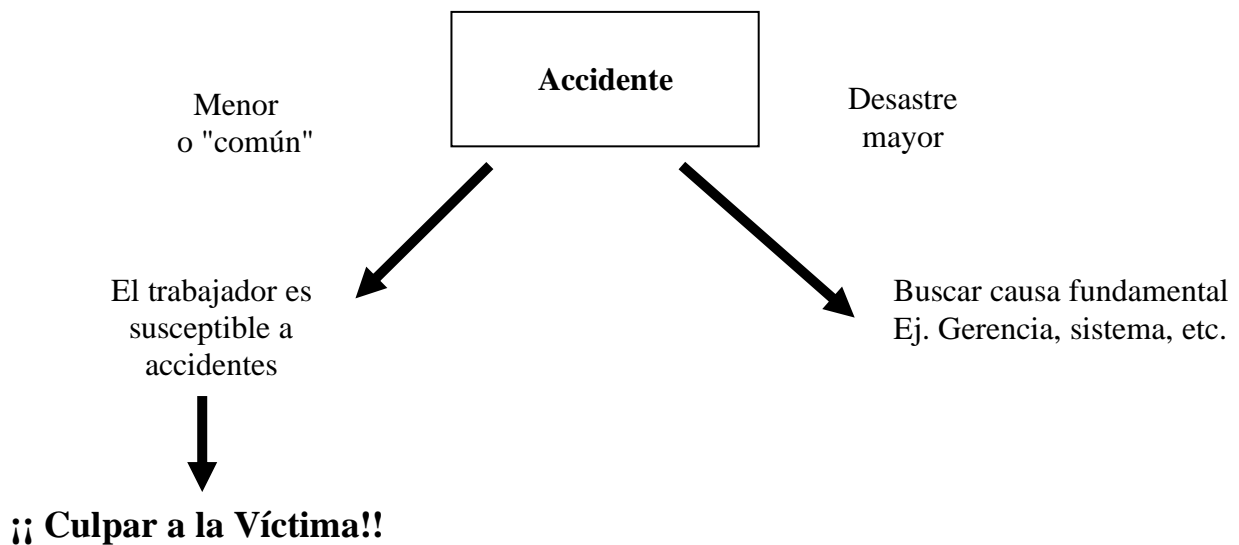 Accidente
Menor
o "común"
Desastre
mayor
El trabajador es
susceptible a
accidentes
Buscar causa fundamental
Ej. Gerencia, sistema, etc.
¡¡ Culpar a la Víctima!!